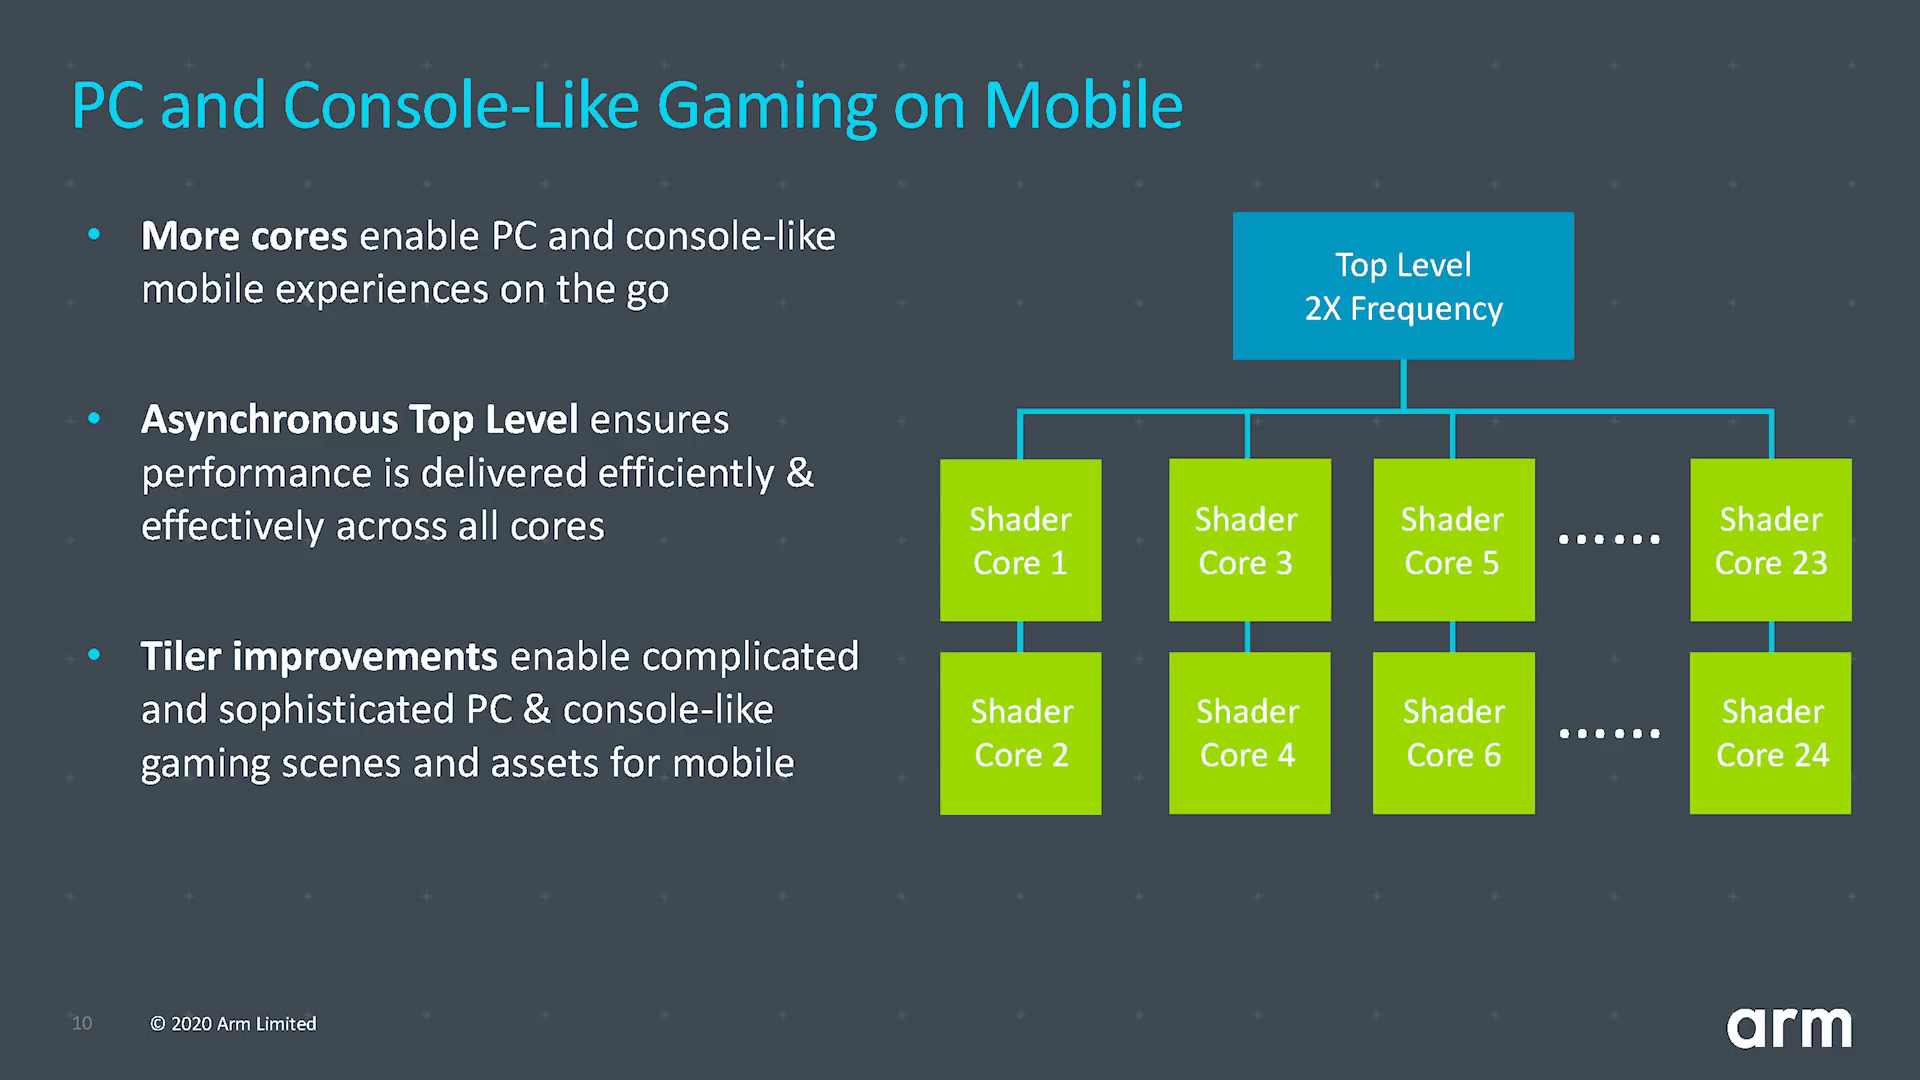 PC and Console-Like Gaming on Mobile
• More cores enable PC and console-like
mobile experiences on the go
• Asynchronous Top Level ensures
performance is delivered efficiently &
effectively across all cores
• Tiler improvements enable complicated
and sophisticated PC & console-like
gaming scenes and assets for mobile
Top Level
2X Frequency
Shader
Core 1
Shader
Core 3
Shader
Core 5
......
Shader
Core 23
Shader
Core 2
Shader
Core 4
Shader
Core 6
......
Shader
Core 24
10
© 2020 Arm Limited
arm